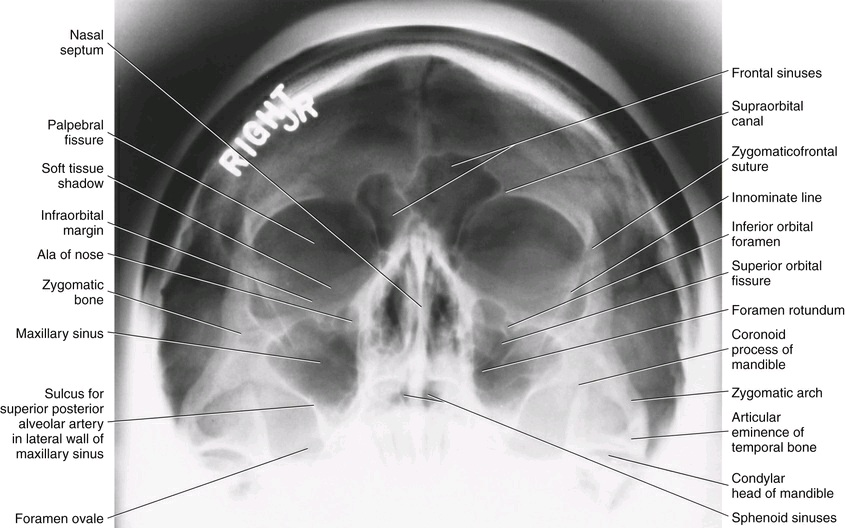 Nasal
septum
Palpebral
fissure
Soft tissue
shadow
Infraorbital
margin
Ala of nose
Zygomatic
bone
Maxillary sinus
Sulcus for
superior posterior
alveolar artery
in lateral wall of
maxillary sinus
Foramen ovale
RIGHT
JA
Frontal sinuses
Supraorbital
canal
Zygomaticofrontal
suture
Innominate line
Inferior orbital
foramen
Superior orbital
fissure
Foramen rotundum
Coronoid
process of
mandible
Zygomatic arch
Articular
eminence of
temporal bone
Condylar
head of mandible
Sphenoid sinuses